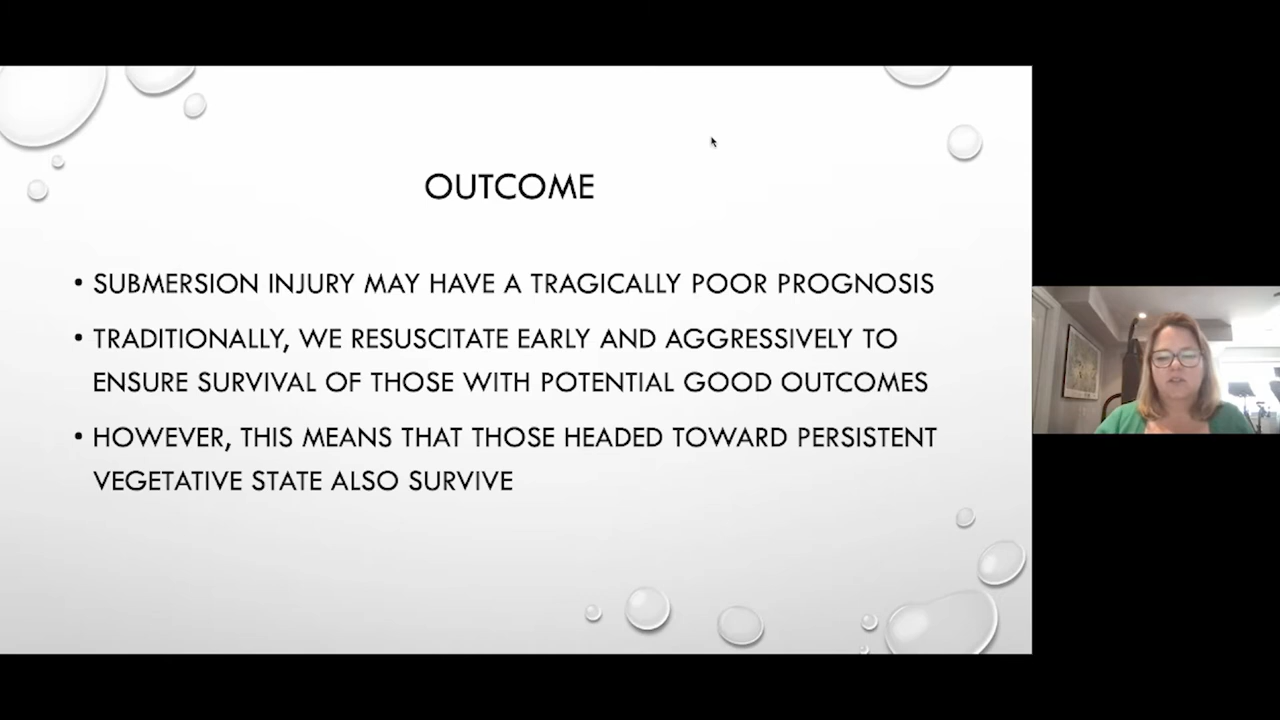 OUTCOME
• SUBMERSION INJURY MAY HAVE A TRAGICALLY POOR PROGNOSIS
• TRADITIONALLY, WE RESUSCITATE EARLY AND AGGRESSIVELY TO
ENSURE SURVIVAL OF THOSE WITH POTENTIAL GOOD OUTCOMES
• HOWEVER, THIS MEANS THAT THOSE HEADED TOWARD PERSISTENT
VEGETATIVE STATE ALSO SURVIVE